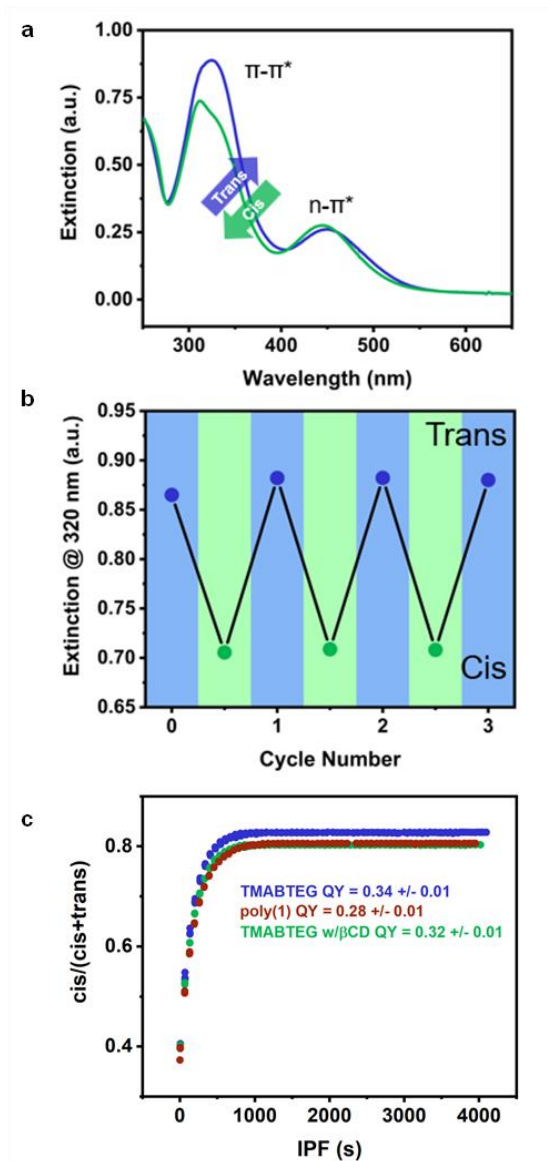 a
Extinction (a.u.)
1.00
0.75
0.50
0.25
0.00
π-π*
n-π*
Trans
Cis
300
400
500
600
Wavelength (nm)
b
Extinction @ 320 nm (a.u.)
0.95
0.90
0.85
0.80
0.75
0.70
0.65
Trans
Cis
0
1
2
3
Cycle Number
c
cis/(cis+trans)
0.8
0.6
0.4
TMABTEG QY = 0.34 +/- 0.01
poly(1) QY = 0.28 +/- 0.01
TMABTEG w/βCD QY = 0.32 +/- 0.01
0
1000
2000
3000
4000
IPF (s)